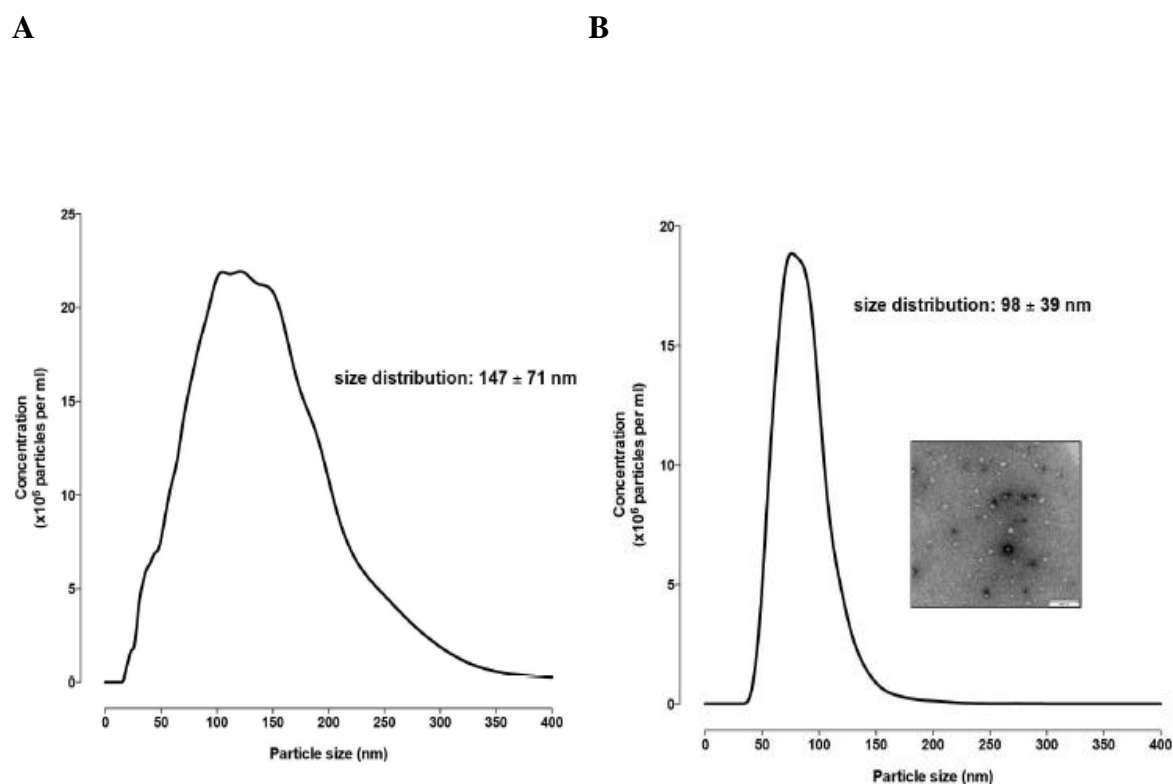 A
B
25
20
15
10
5
0
Concentration
(x10⁶ particles per ml)
size distribution: 147 ± 71 nm
0 50 100 150 200 250 300 350 400
Particle size (nm)
20
15
10
5
0
Concentration
(x10⁶ particles per ml)
size distribution: 98 ± 39 nm
0 50 100 150 200 250 300 350 400
Particle size (nm)